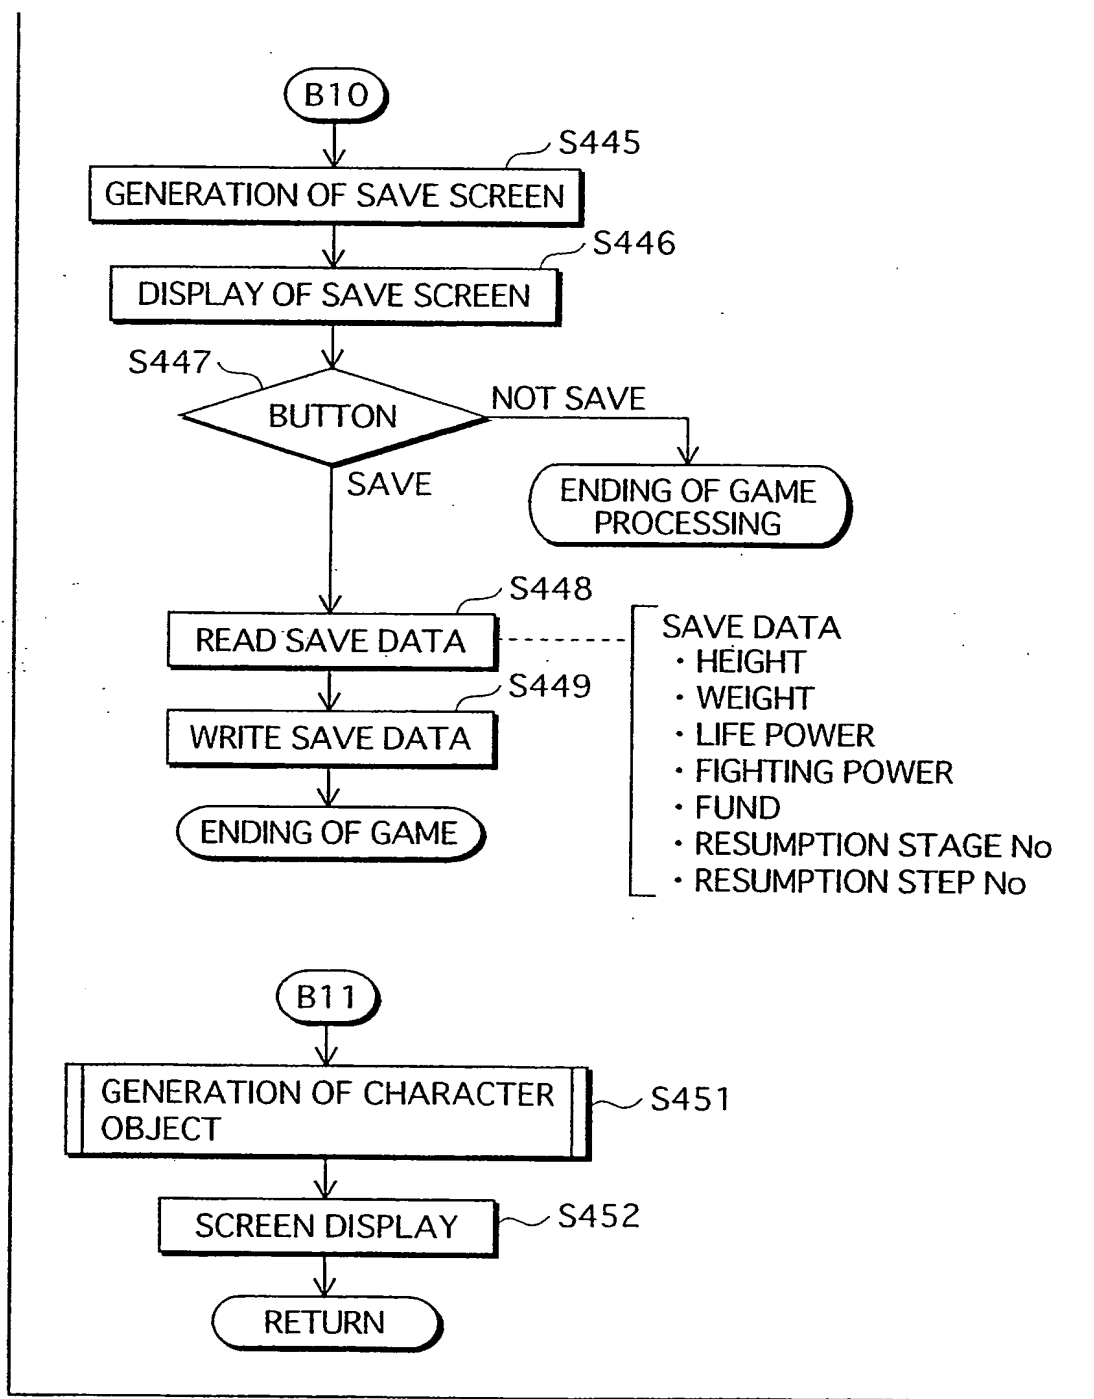 B10
S445
GENERATION OF SAVE SCREEN
S446
DISPLAY OF SAVE SCREEN
S447
BUTTON
NOT SAVE
SAVE
ENDING OF GAME
PROCESSING
S448
READ SAVE DATA
S449
WRITE SAVE DATA
ENDING OF GAME
SAVE DATA
・HEIGHT
・WEIGHT
・LIFE POWER
・FIGHTING POWER
・FUND
・RESUMPTION STAGE No
・RESUMPTION STEP No
B11
GENERATION OF CHARACTER
OBJECT
S451
SCREEN DISPLAY
S452
RETURN